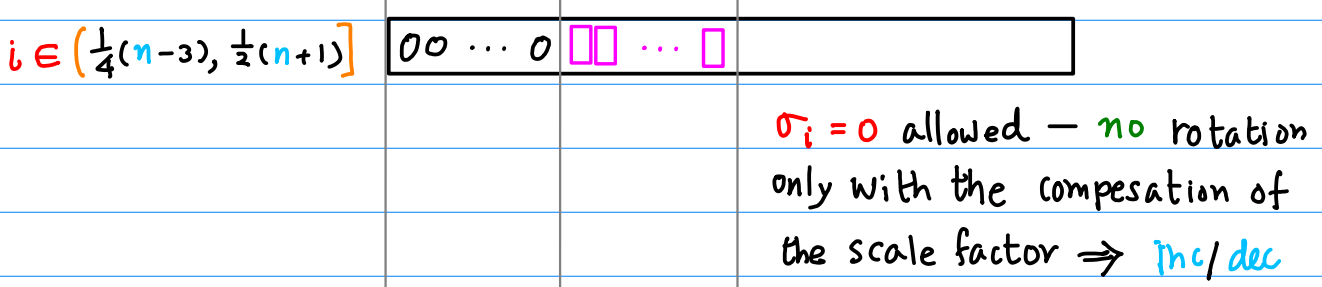 i ∈ (1/4(n-3), 1/2(n+1)] 00 ⋯ 0 ▯▯ ⋯ ▯
σi = 0 allowed — no rotation
only with the compesation of
the scale factor ⇒ Inc/dec